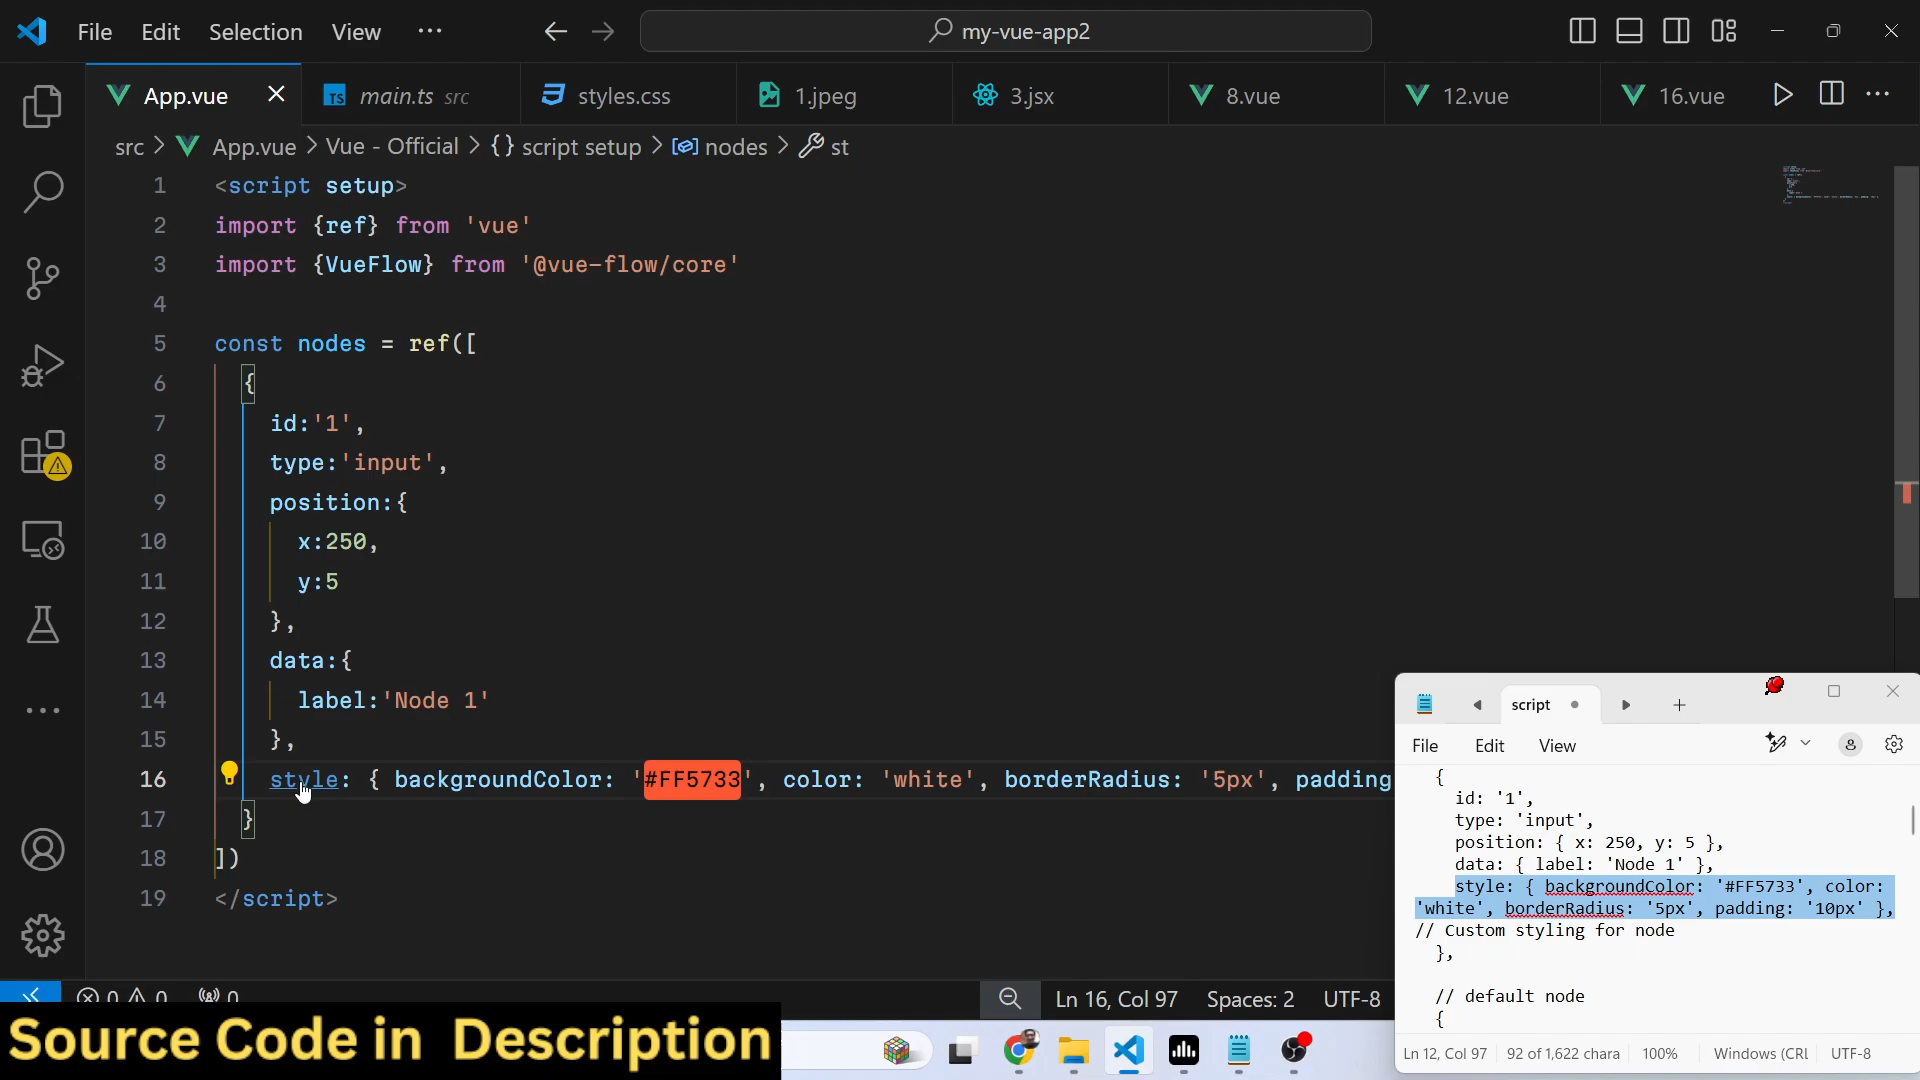 File Edit Selection View ··· my-vue-app2
App.vue main.ts src styles.css 1.jpeg 3.jsx 8.vue 12.vue 16.vue
src > App.vue > Vue - Official > {} script setup > nodes > st
1 <script setup>
2 import {ref} from 'vue'
3 import {VueFlow} from '@vue-flow/core'
4
5 const nodes = ref([
6 {
7 id:'1',
8 type:'input',
9 position:{
10 x:250,
11 y:5
12 },
13 data:{
14 label:'Node 1'
15 },
16 style: { backgroundColor: '#FF5733', color: 'white', borderRadius: '5px', padding
17 }
18 ])
19 </script>
0 0 0 Ln 16, Col 97 Spaces: 2 UTF-8
Source Code in Description
script
File Edit View
{
id: '1',
type: 'input',
position: { x: 250, y: 5 },
data: { label: 'Node 1' },
style: { backgroundColor: '#FF5733', color:
'white', borderRadius: '5px', padding: '10px' },
// Custom styling for node
},
// default node
{
Ln 12, Col 97 92 of 1,622 chara 100% Windows (CRL UTF-8